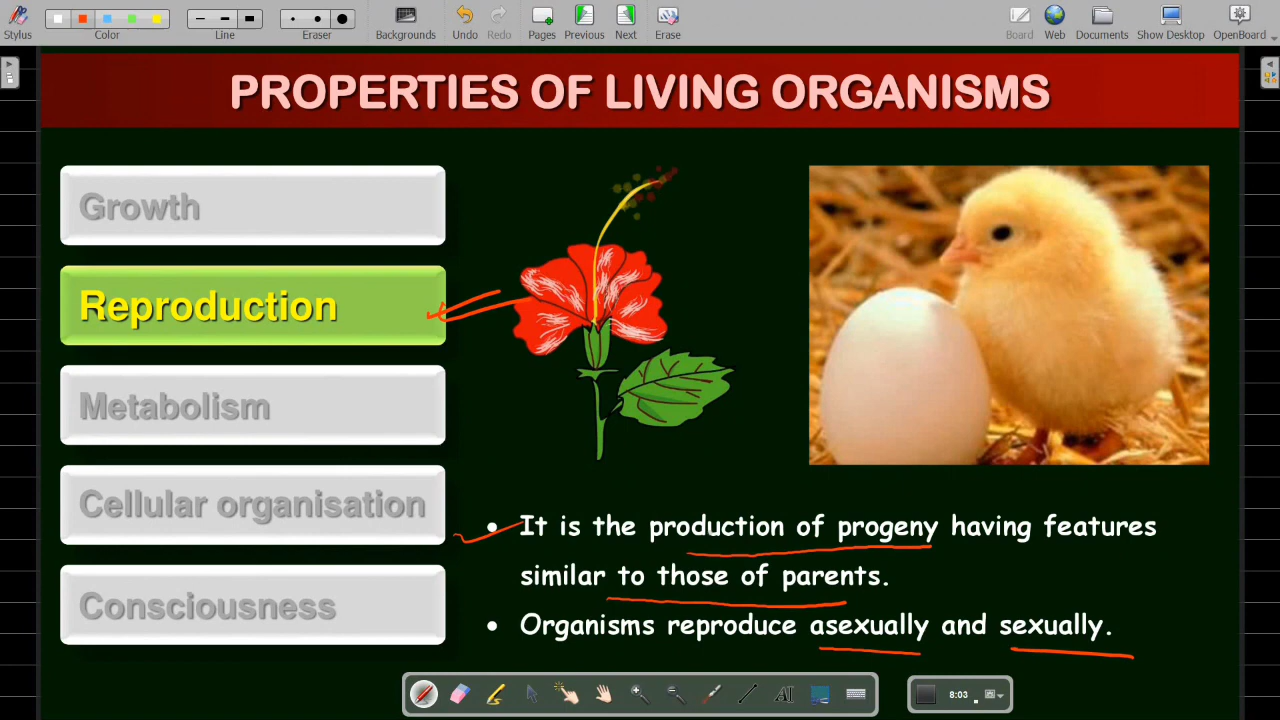 Stylus
Color
Line
Eraser
Backgrounds
Undo
Redo
Pages
Previous
Next
Erase
Board
Web
Documents
Show Desktop
OpenBoard
PROPERTIES OF LIVING ORGANISMS
Growth
Reproduction
Metabolism
Cellular organisation
Consciousness
• It is the production of progeny having features
similar to those of parents.
• Organisms reproduce asexually and sexually.
AI
8:03